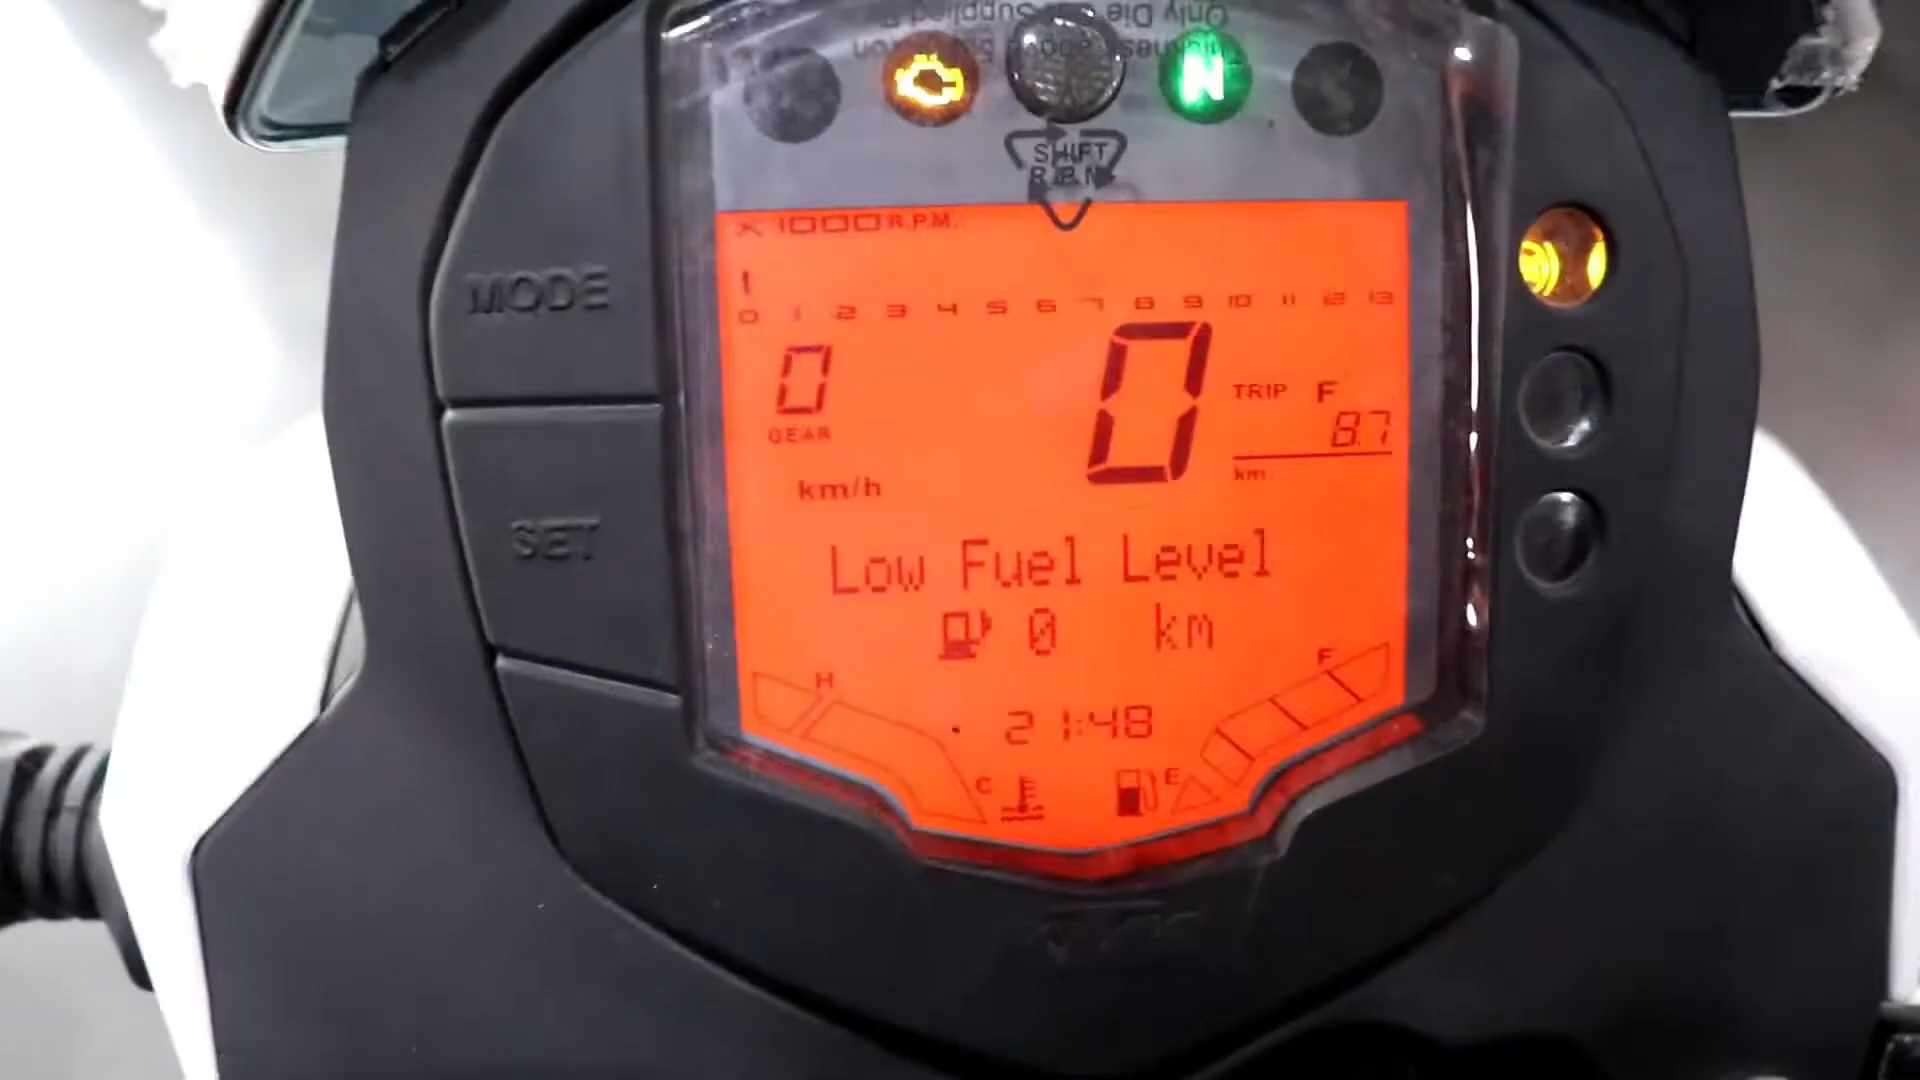 N
SHIFT
x 1000 R.P.M.
0 1 2 3 4 5 6 7 8 9 10 11 12 13
MODE
0
GEAR
0
TRIP F
8.7
km
km/h
SET
Low Fuel Level
0 km
H
F
21:48
C
E